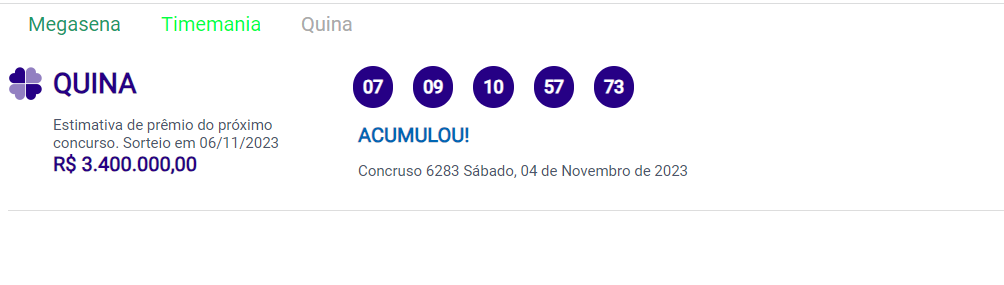 Megasena Timemania Quina
QUINA
07 09 10 57 73
Estimativa de prêmio do próximo
concurso. Sorteio em 06/11/2023
R$ 3.400.000,00
ACUMULOU!
Concruso 6283 Sábado, 04 de Novembro de 2023